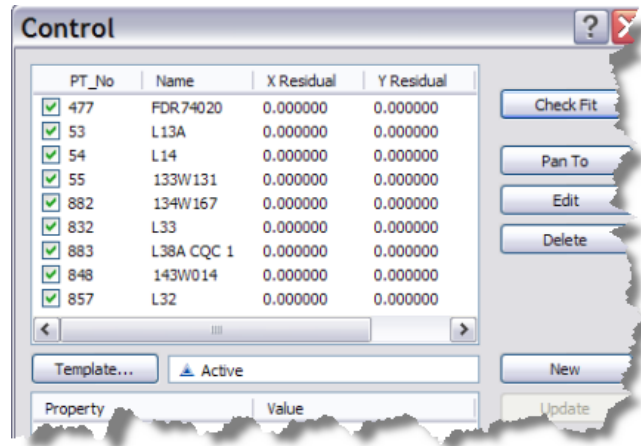 Control ?
PT_No Name X Residual Y Residual
477 FDR74020 0.000000 0.000000
53 L13A 0.000000 0.000000
54 L14 0.000000 0.000000
55 133W131 0.000000 0.000000
882 134W167 0.000000 0.000000
832 L33 0.000000 0.000000
883 L38A CQC 1 0.000000 0.000000
848 143W014 0.000000 0.000000
857 L32 0.000000 0.000000
Check Fit
Pan To
Edit
Delete
Template... Active New
Property Value Update